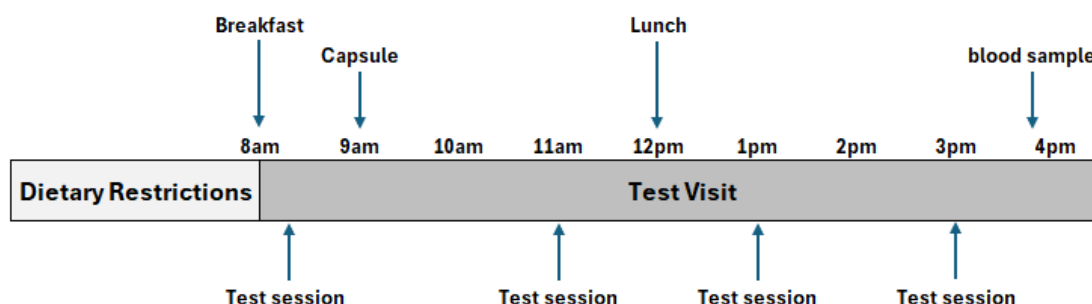 Breakfast
Lunch
Capsule
blood sample
8am 9am 10am 11am 12pm 1pm 2pm 3pm 4pm
Dietary Restrictions Test Visit
Test session Test session Test session Test session